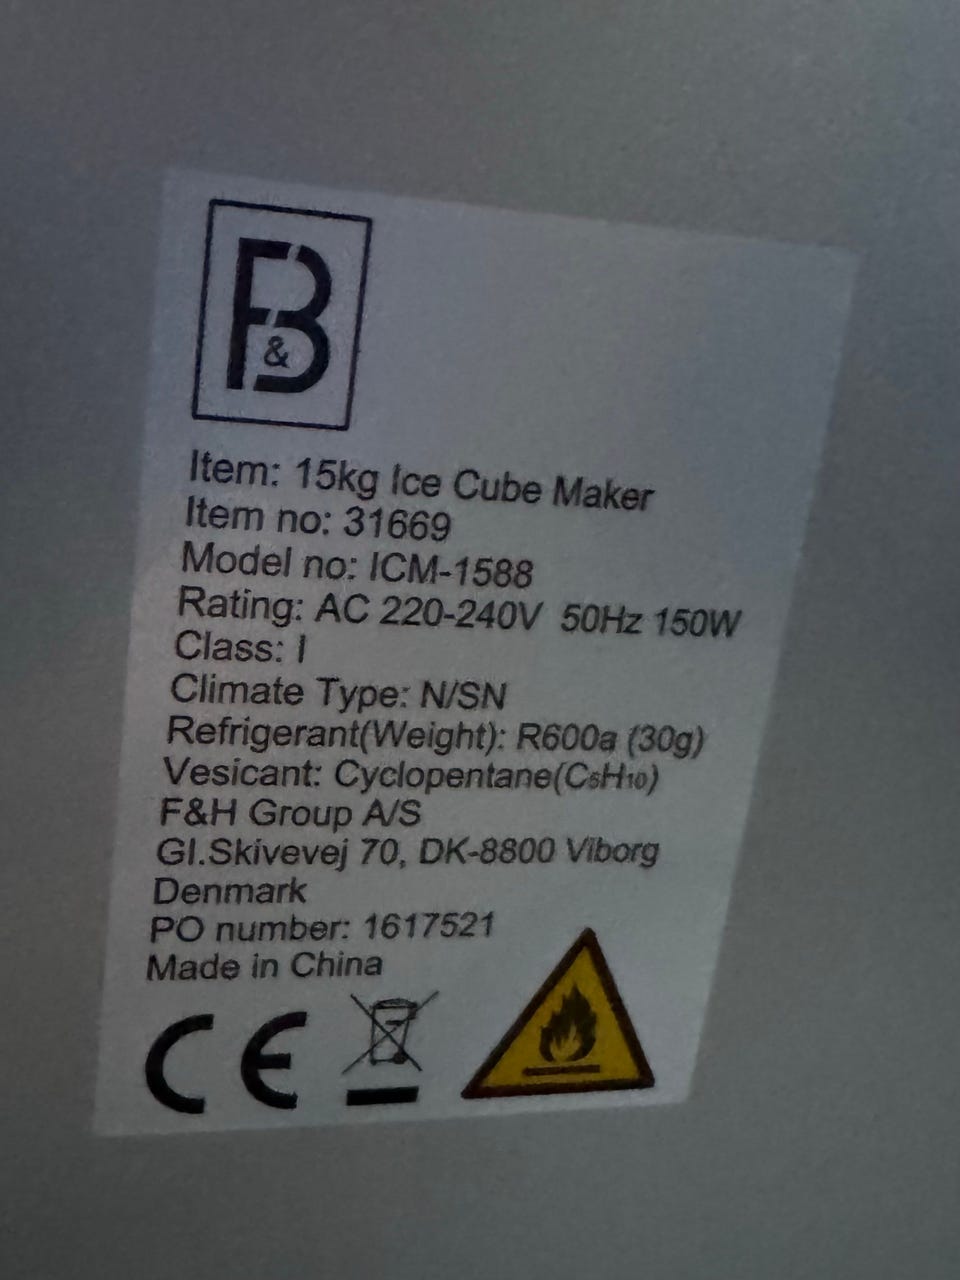 F&B
Item: 15kg Ice Cube Maker
Item no: 31669
Model no: ICM-1588
Rating: AC 220-240V 50Hz 150W
Class: I
Climate Type: N/SN
Refrigerant(Weight): R600a (30g)
Vesicant: Cyclopentane(C₅H₁₀)
F&H Group A/S
Gl.Skivevej 70, DK-8800 Viborg
Denmark
PO number: 1617521
Made in China
CE